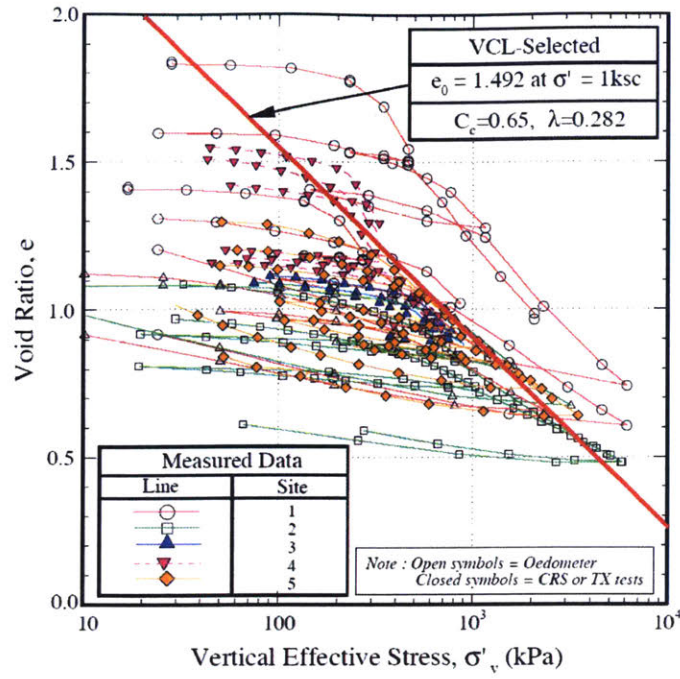 2.0
1.5
1.0
0.5
0.0
Void Ratio, e
VCL-Selected
e₀ = 1.492 at σ' = 1ksc
C_c=0.65, λ=0.282
Measured Data
Line Site
1
2
3
4
5
Note : Open symbols = Oedometer
Closed symbols = CRS or TX tests
10 100 10³ 10⁴
Vertical Effective Stress, σ'_v (kPa)